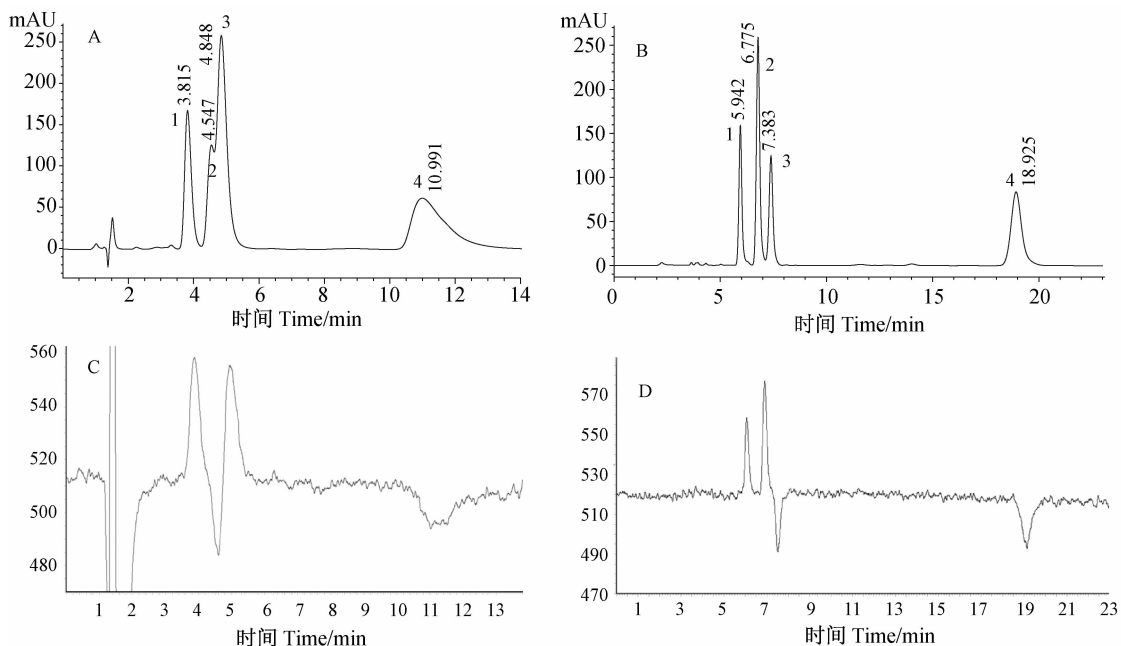 mAU
A
250
200
150
100
50
0
1
3.815
4.547
2
4.848
3
4
10.991
2 4 6 8 10 12 14
时间 Time/min
mAU
B
250
200
150
100
50
0
1
5.942
6.775
2
7.383
3
4
18.925
0 5 10 15 20
时间 Time/min
C
560
540
520
500
480
1 2 3 4 5 6 7 8 9 10 11 12 13
时间 Time/min
D
570
550
530
510
490
470
1 3 5 7 9 11 13 15 17 19 21 23
时间 Time/min